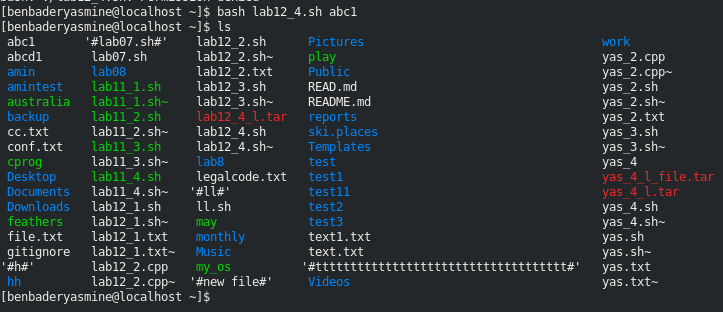 [benbaderyasmine@localhost ~]$ bash lab12_4.sh abc1
[benbaderyasmine@localhost ~]$ ls
abc1 '#lab07.sh#' lab12_2.sh Pictures work
abcd1 lab07.sh lab12_2.sh~ play yas_2.cpp
amin lab08 lab12_2.txt Public yas_2.cpp~
amintest lab11_1.sh lab12_3.sh READ.md yas_2.sh
australia lab11_1.sh~ lab12_3.sh~ README.md yas_2.sh~
backup lab11_2.sh lab12_4_l.tar reports yas_2.txt
cc.txt lab11_2.sh~ lab12_4.sh ski.places yas_3.sh
conf.txt lab11_3.sh lab12_4.sh~ Templates yas_3.sh~
cprog lab11_3.sh~ lab8 test yas_4
Desktop lab11_4.sh legalcode.txt test1 yas_4_l_file.tar
Documents lab11_4.sh~ '#ll#' test11 yas_4_l.tar
Downloads lab12_1.sh ll.sh test2 yas_4.sh
feathers lab12_1.sh~ may test3 yas_4.sh~
file.txt lab12_1.txt monthly text1.txt yas.sh
gitignore lab12_1.txt~ Music text.txt yas.sh~
'#h#' lab12_2.cpp my_os '#tttttttttttttttttttttttttttttttttttt#' yas.txt
hh lab12_2.cpp~ '#new file#' Videos yas.txt~
[benbaderyasmine@localhost ~]$